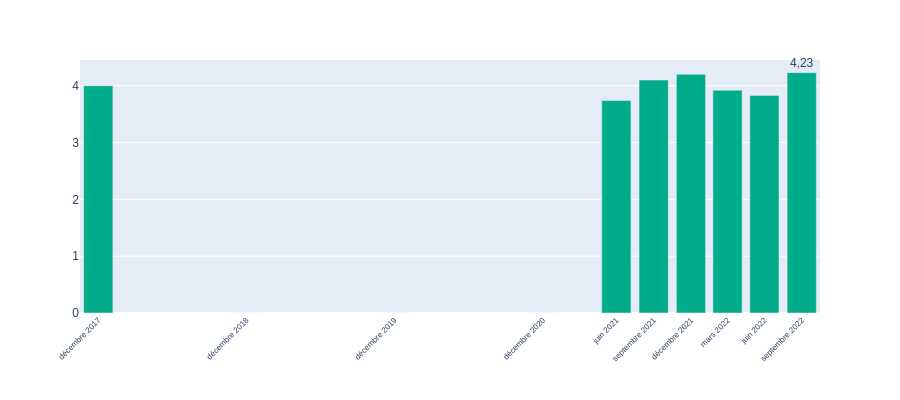 4,23
4
3
2
1
0
décembre 2017
décembre 2018
décembre 2019
décembre 2020
juin 2021
septembre 2021
décembre 2021
mars 2022
juin 2022
septembre 2022